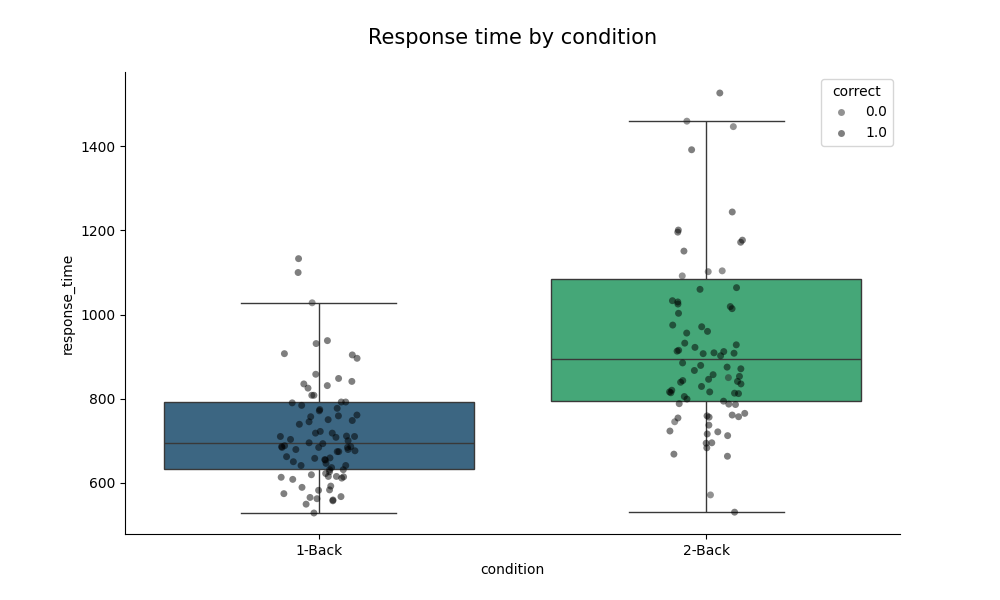 Response time by condition
correct
0.0
1.0
1400
1200
1000
800
600
response_time
1-Back
2-Back
condition